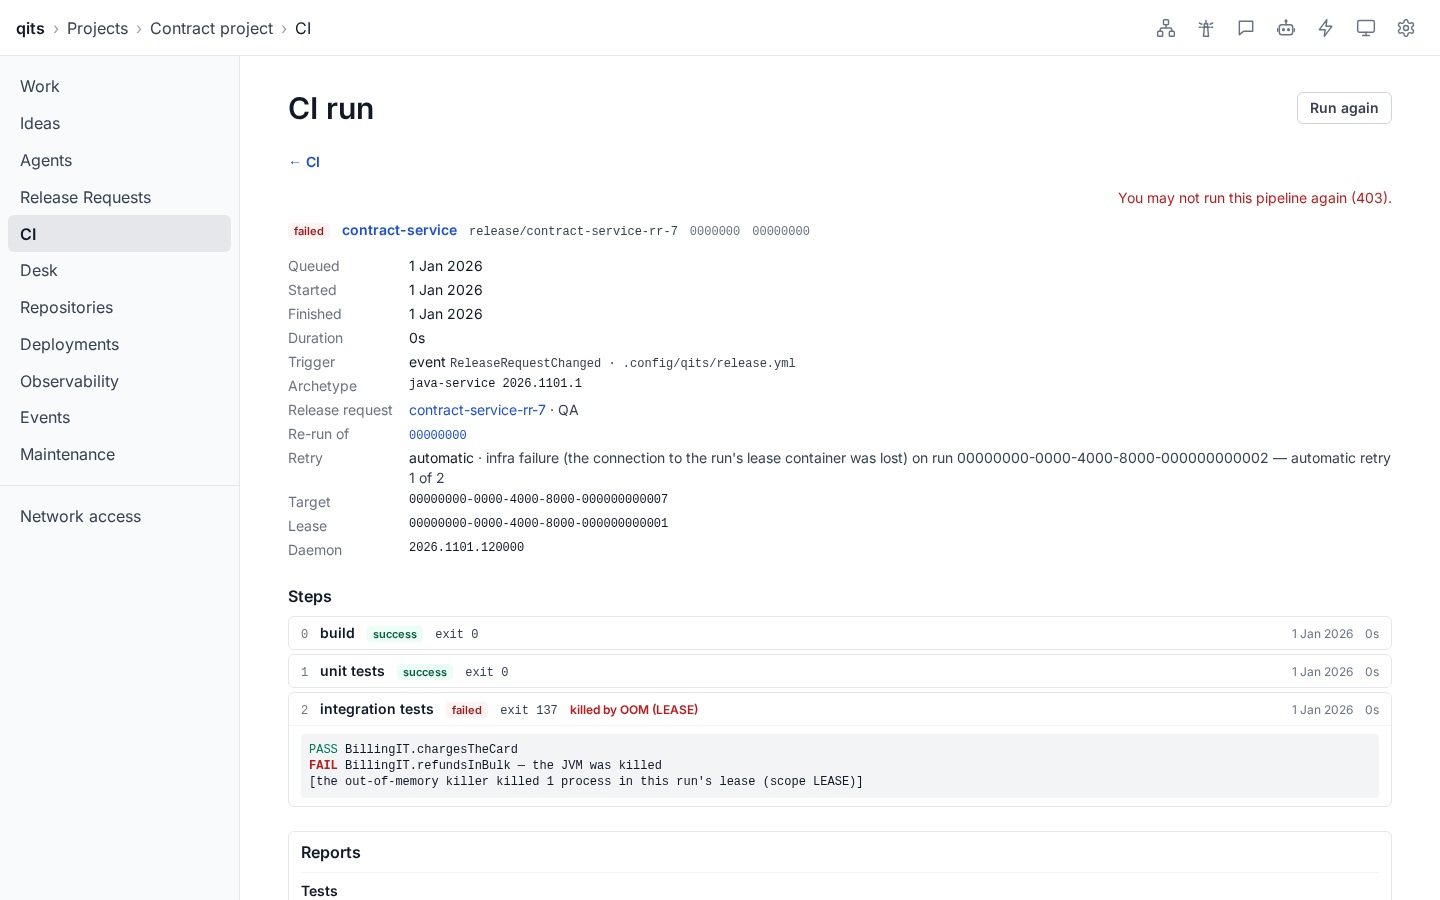 qits › Projects › Contract project › CI
Work
Ideas
Agents
Release Requests
CI
Desk
Repositories
Deployments
Observability
Events
Maintenance
Network access
CI run
Run again
← CI
You may not run this pipeline again (403).
failed contract-service release/contract-service-rr-7 0000000 00000000
Queued 1 Jan 2026
Started 1 Jan 2026
Finished 1 Jan 2026
Duration 0s
Trigger event ReleaseRequestChanged · .config/qits/release.yml
Archetype java-service 2026.1101.1
Release request contract-service-rr-7 · QA
Re-run of 00000000
Retry automatic · infra failure (the connection to the run's lease container was lost) on run 00000000-0000-4000-8000-000000000002 — automatic retry
1 of 2
Target 00000000-0000-4000-8000-000000000007
Lease 00000000-0000-4000-8000-000000000001
Daemon 2026.1101.120000
Steps
0 build success exit 0 1 Jan 2026 0s
1 unit tests success exit 0 1 Jan 2026 0s
2 integration tests failed exit 137 killed by OOM (LEASE) 1 Jan 2026 0s
PASS BillingIT.chargesTheCard
FAIL BillingIT.refundsInBulk — the JVM was killed
[the out-of-memory killer killed 1 process in this run's lease (scope LEASE)]
Reports
Tests